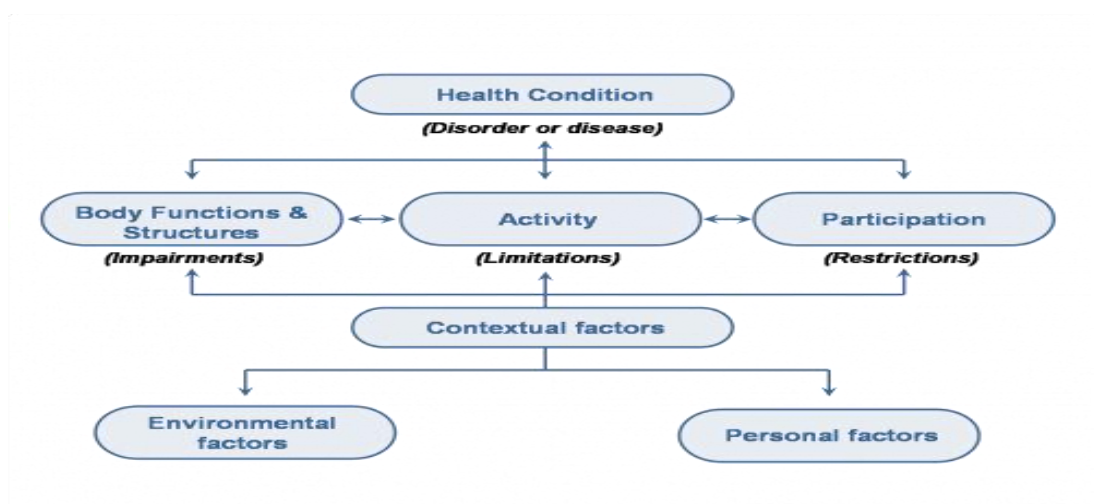 Health Condition
(Disorder or disease)
Body Functions &
Structures
Activity
Participation
(Impairments)
(Limitations)
(Restrictions)
Contextual factors
Environmental
factors
Personal factors